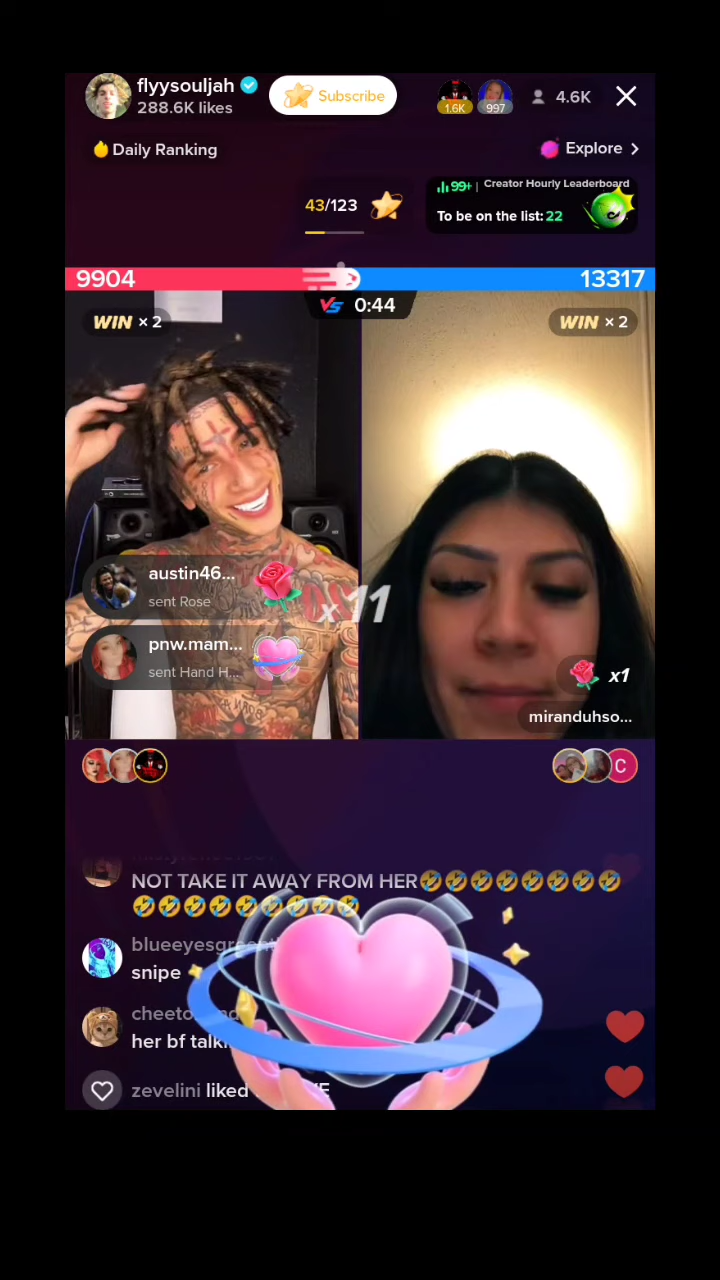 flyysouljah
288.6K likes
Subscribe
1.6K
997
4.6K
Daily Ranking
Explore
43/123
99+ | Creator Hourly Leaderboard
To be on the list: 22
9904
13317
VS 0:44
WIN × 2
WIN × 2
austin46...
sent Rose
x11
pnw.mam...
sent Hand H...
x1
miranduhso...
C
NOT TAKE IT AWAY FROM HER🤣🤣🤣🤣🤣🤣🤣🤣🤣
🤣🤣🤣🤣🤣🤣🤣🤣🤣
snipe
her bf
zevelini liked